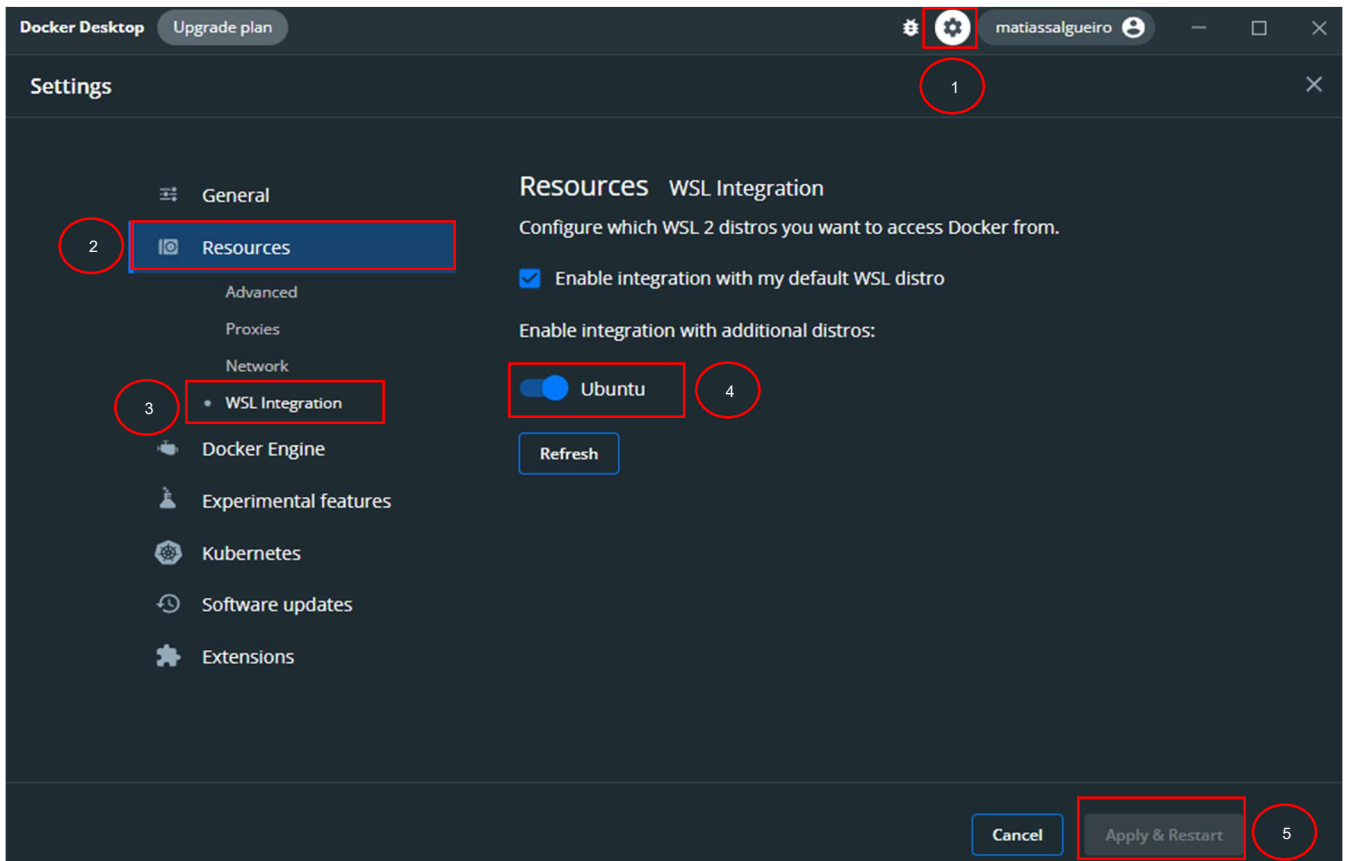 Docker Desktop Upgrade plan matiassalgueiro
Settings
1
General
2 Resources
Advanced
Proxies
Network
3 WSL Integration
Docker Engine
Experimental features
Kubernetes
Software updates
Extensions
Resources WSL Integration
Configure which WSL 2 distros you want to access Docker from.
Enable integration with my default WSL distro
Enable integration with additional distros:
Ubuntu 4
Refresh
Cancel Apply & Restart 5